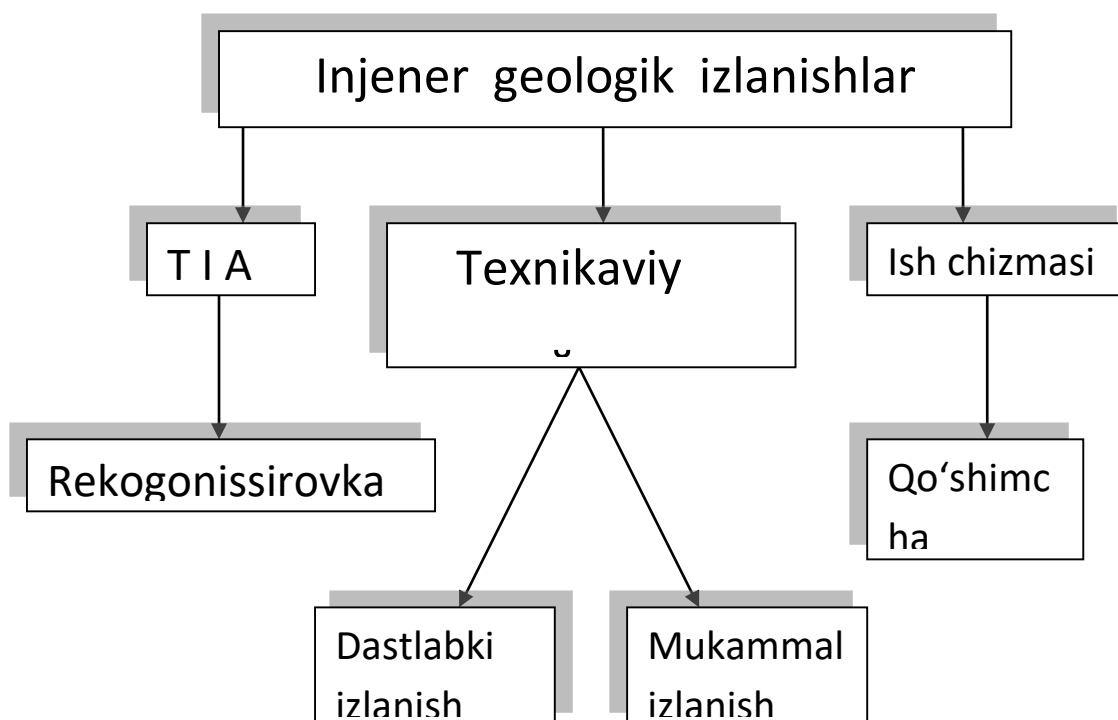 Injener geologik izlanishlar
T I A
Texnikaviy
Ish chizmasi
Rekogonissirovka
Qo‘shimc
ha
Dastlabki
izlanish
Mukammal
izlanish